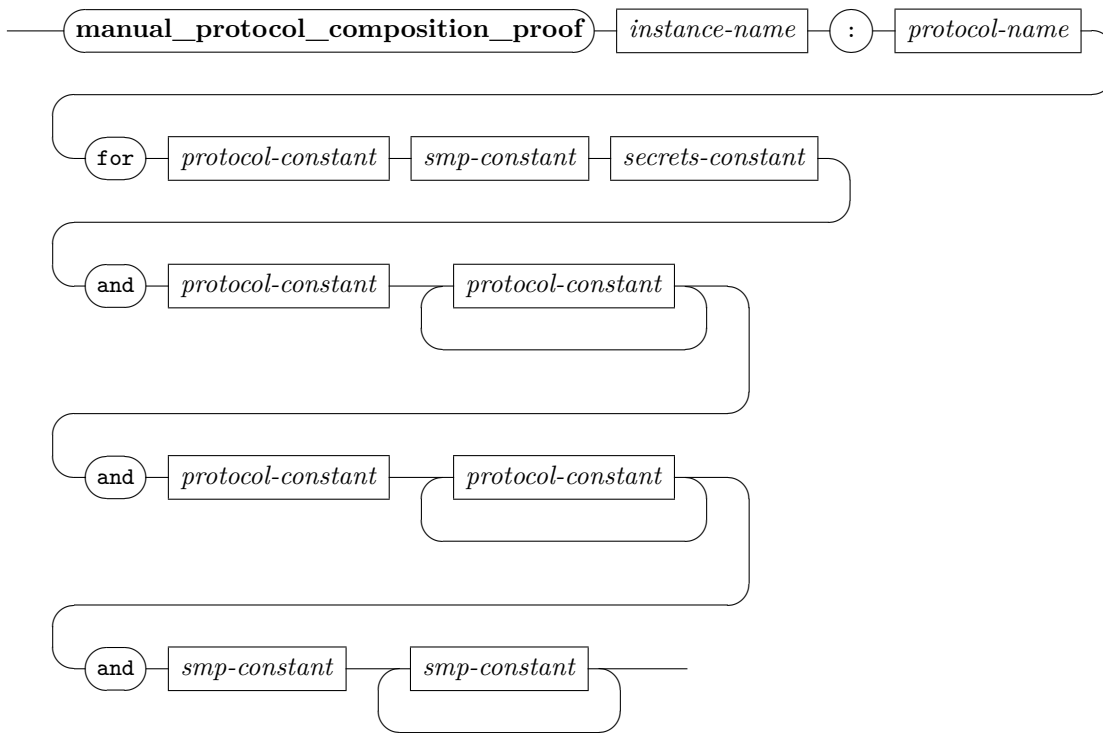 manual_protocol_composition_proof instance-name : protocol-name
for protocol-constant smp-constant secrets-constant
and protocol-constant protocol-constant
and protocol-constant protocol-constant
and smp-constant smp-constant